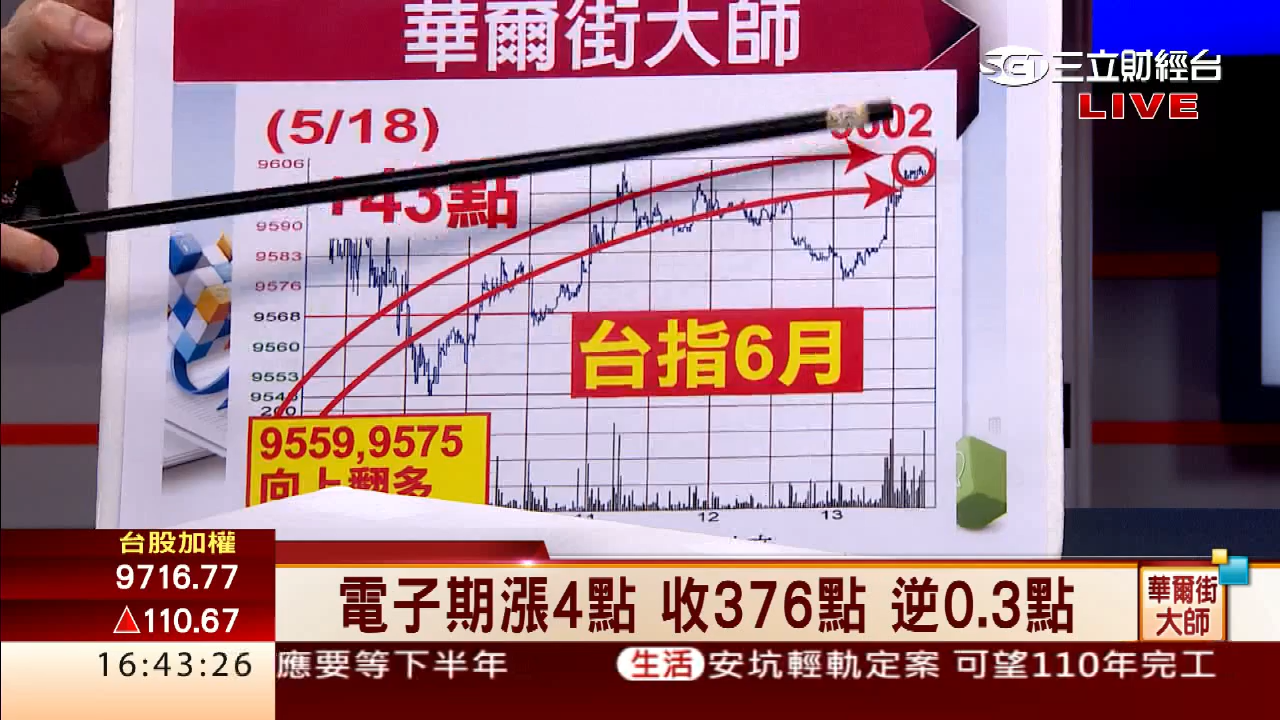 華爾街大師
SET 三立財經台
LIVE
(5/18)
9602
9606
+43點
9590
9583
9576
9568
台指6月
9560
9553
9545
200
9559,9575
向上翻多
11
12
13
台股加權
9716.77
△110.67
電子期漲4點 收376點 逆0.3點
華爾街
大師
16:43:26
應要等下半年
生活 安坑輕軌定案 可望110年完工